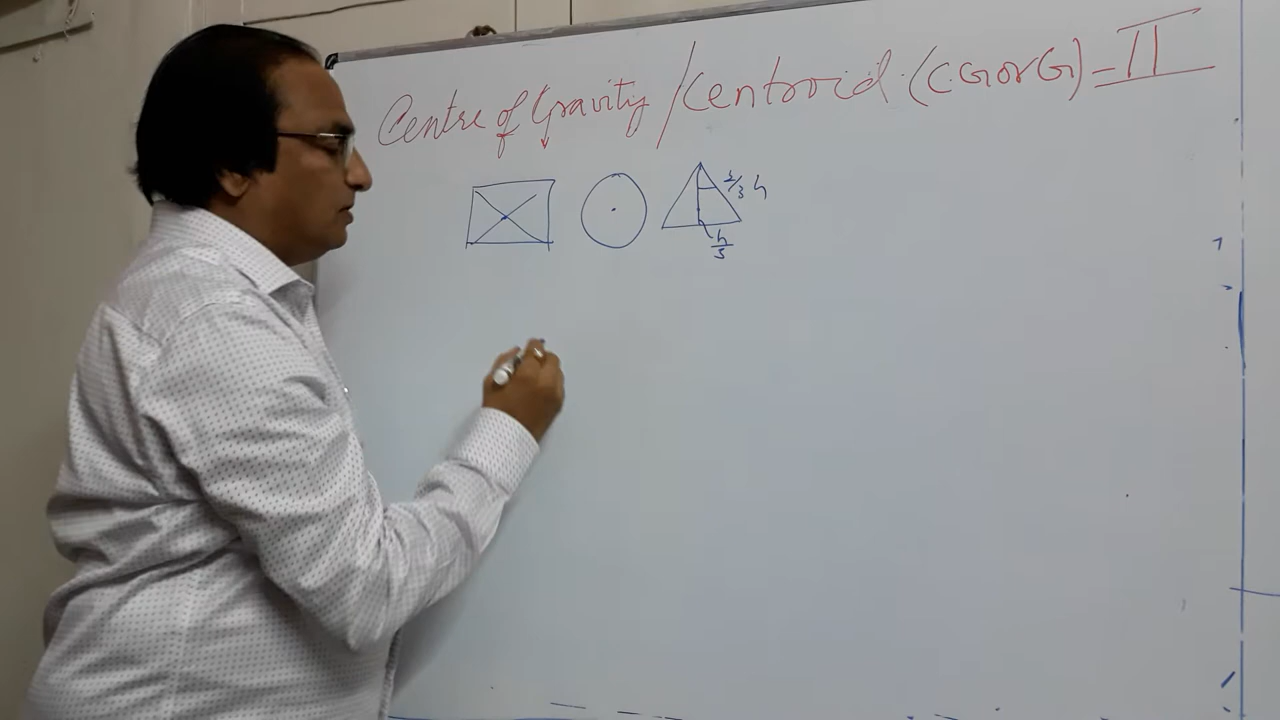 Centre of Gravity / Centroid. (C.G or G) - II
2/3 h
h/3